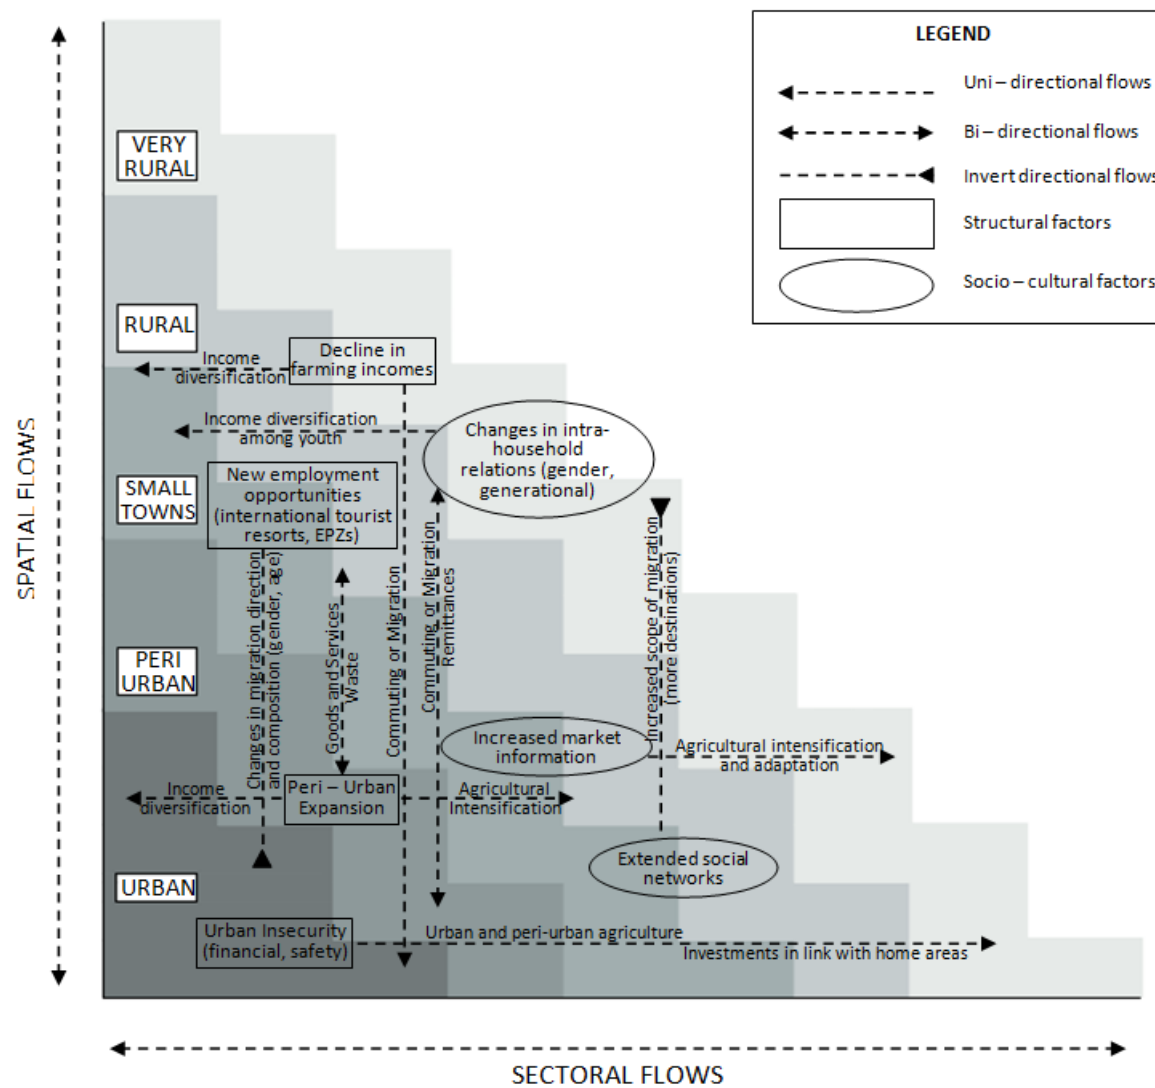 LEGEND
Uni – directional flows
Bi – directional flows
Invert directional flows
Structural factors
Socio – cultural factors
SPATIAL FLOWS
VERY
RURAL
RURAL
SMALL
TOWNS
PERI
URBAN
URBAN
Income
diversification
Decline in
farming incomes
Income diversification
among youth
Changes in intra-
household
relations (gender,
generational)
New employment
opportunities
(international tourist
resorts, EPZs)
Changes in migration direction
and composition (gender, age)
Goods and Services
Waste
Commuting or Migration
Commuting or Migration
Remittances
Increased scope of migration
(more destinations)
Increased market
information
Agricultural intensification
and adaptation
Income
diversification
Peri – Urban
Expansion
Agricultural
Intensification
Extended social
networks
Urban Insecurity
(financial, safety)
Urban and peri-urban agriculture
Investments in link with home areas
SECTORAL FLOWS